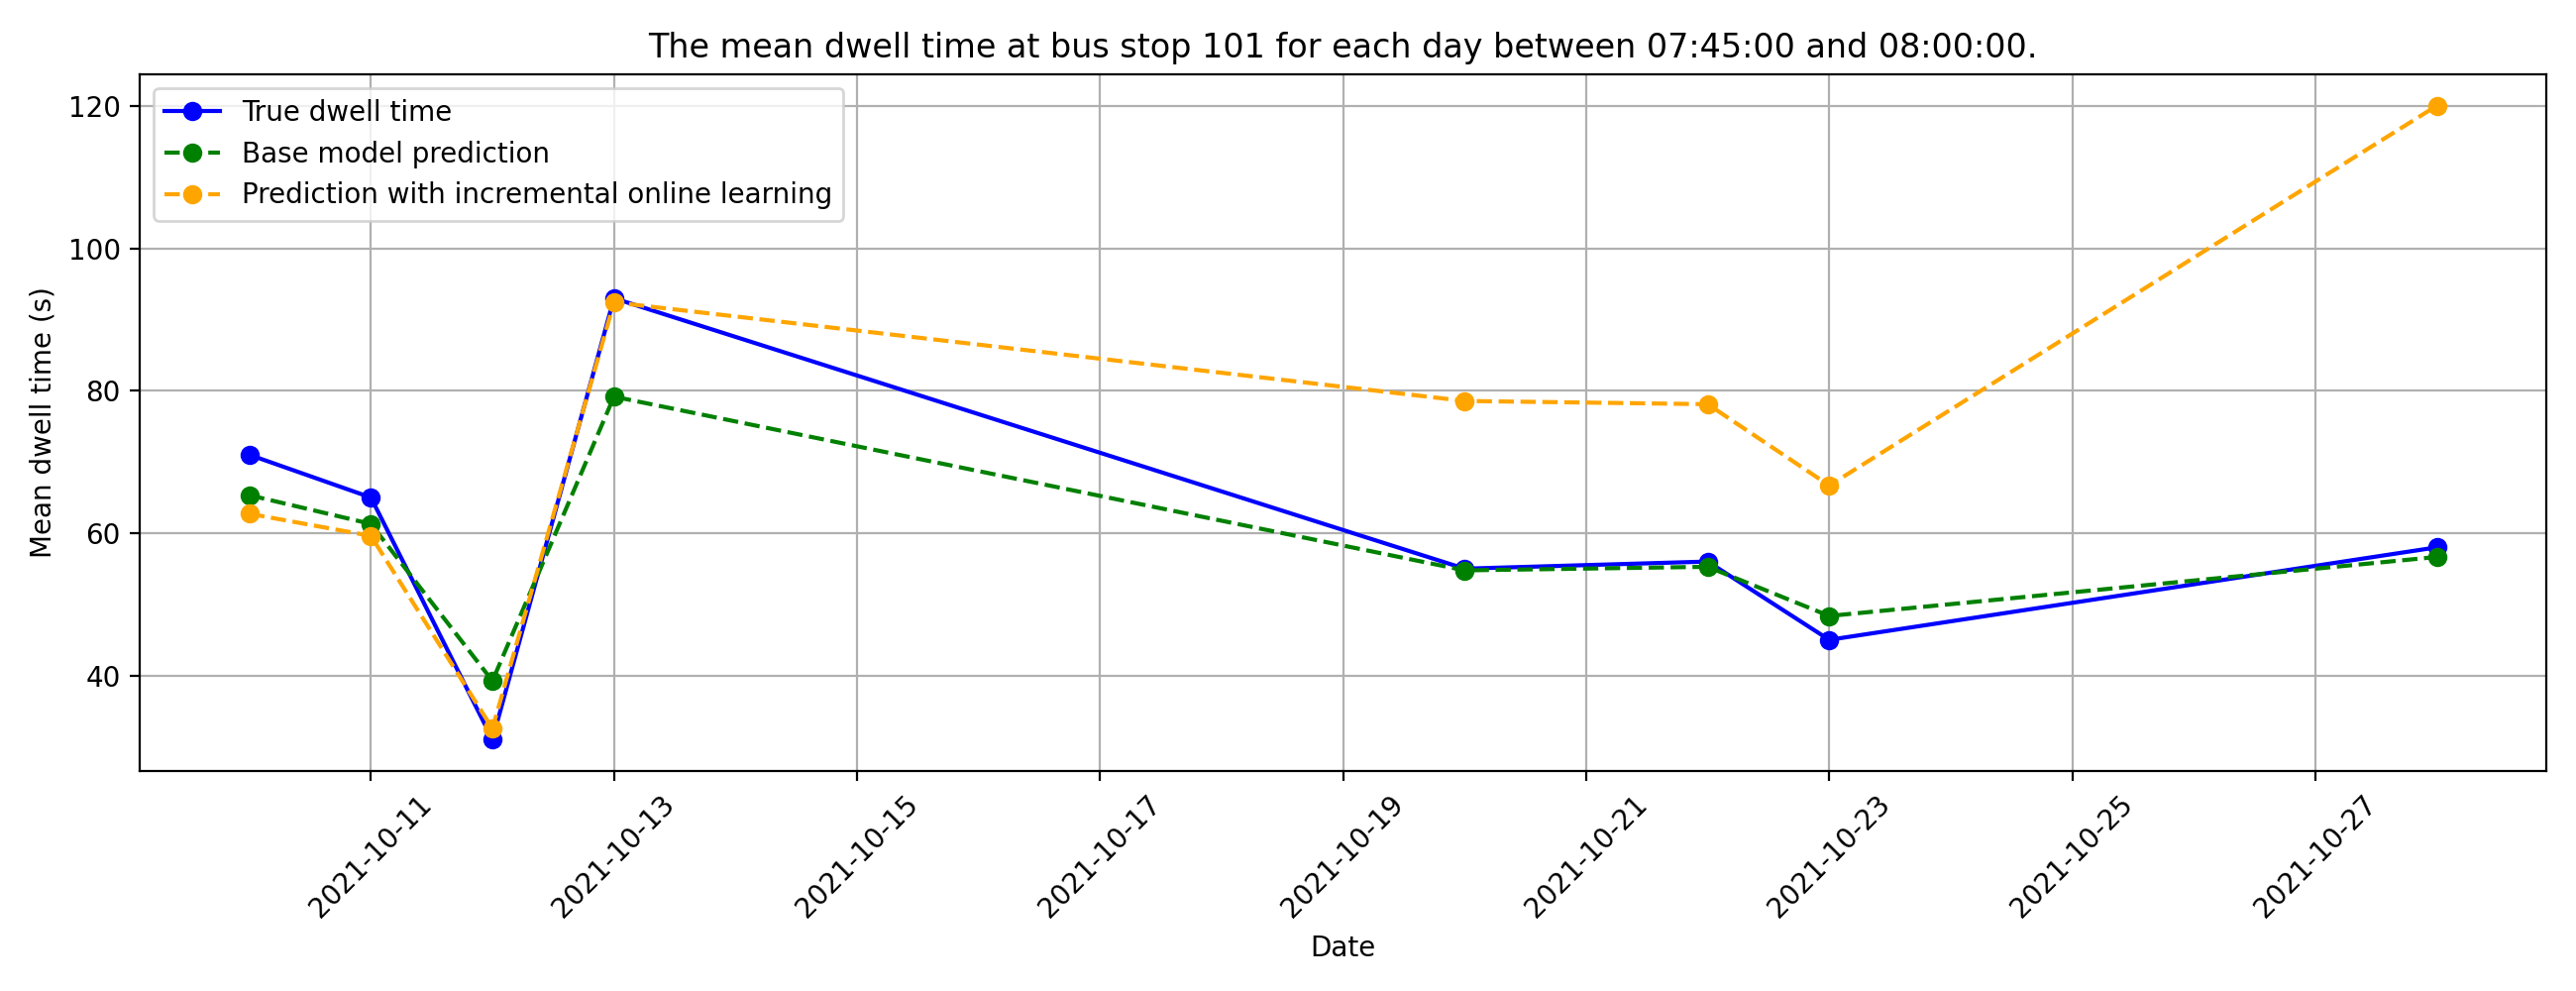 The mean dwell time at bus stop 101 for each day between 07:45:00 and 08:00:00.
True dwell time
Base model prediction
Prediction with incremental online learning
Mean dwell time (s)
120
100
80
60
40
2021-10-11
2021-10-13
2021-10-15
2021-10-17
2021-10-19
2021-10-21
2021-10-23
2021-10-25
2021-10-27
Date